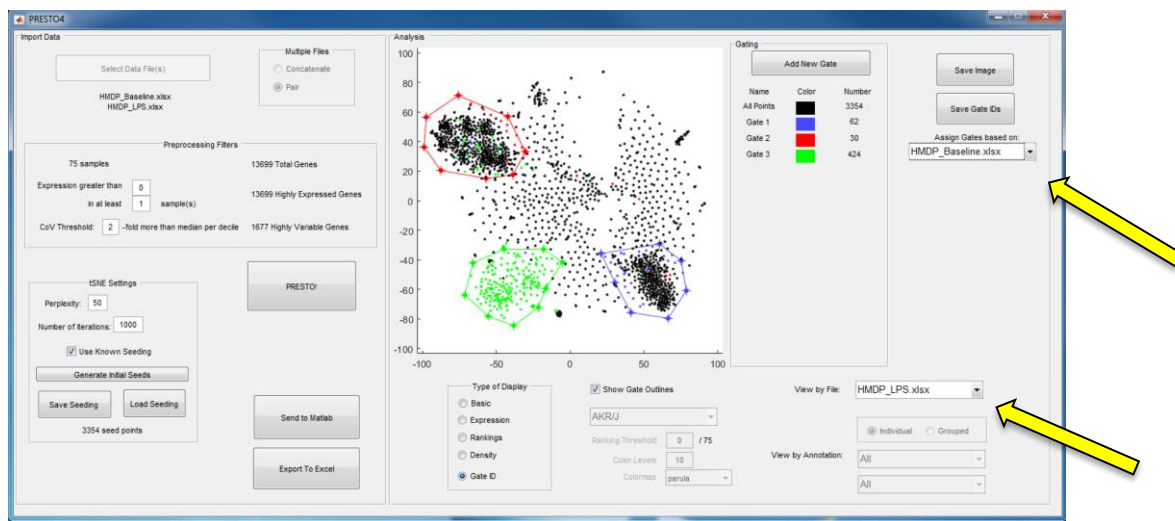 PRESTO4
Import Data
Select Data File(s)
HMDP_Baseline.xlsx
HMDP_LPS.xlsx
Multiple Files
Concatenate
Pair
Preprocessing Filters
75 samples
13699 Total Genes
Expression greater than 0
in at least 1 sample(s)
13699 Highly Expressed Genes
CoV Threshold: 2 -fold more than median per decile
1677 Highly Variable Genes
tSNE Settings
Perplexity: 50
Number of Iterations: 1000
Use Known Seeding
Generate Initial Seeds
Save Seeding
Load Seeding
3354 seed points
PRESTO!
Send to Matlab
Export To Excel
Analysis
100
80
60
40
20
0
-20
-40
-60
-80
-100
-100 -50 0 50 100
Gating
Add New Gate
Name Color Number
All Points 3354
Gate 1 62
Gate 2 30
Gate 3 424
Save Image
Save Gate IDs
Assign Gates based on:
HMDP_Baseline.xlsx
Type of Display
Basic
Expression
Rankings
Density
Gate ID
Show Gate Outlines
AKR/J
Ranking Threshold 0 / 75
Color Levels 10
Colormap parula
View by File: HMDP_LPS.xlsx
Individual Grouped
View by Annotation: All
All